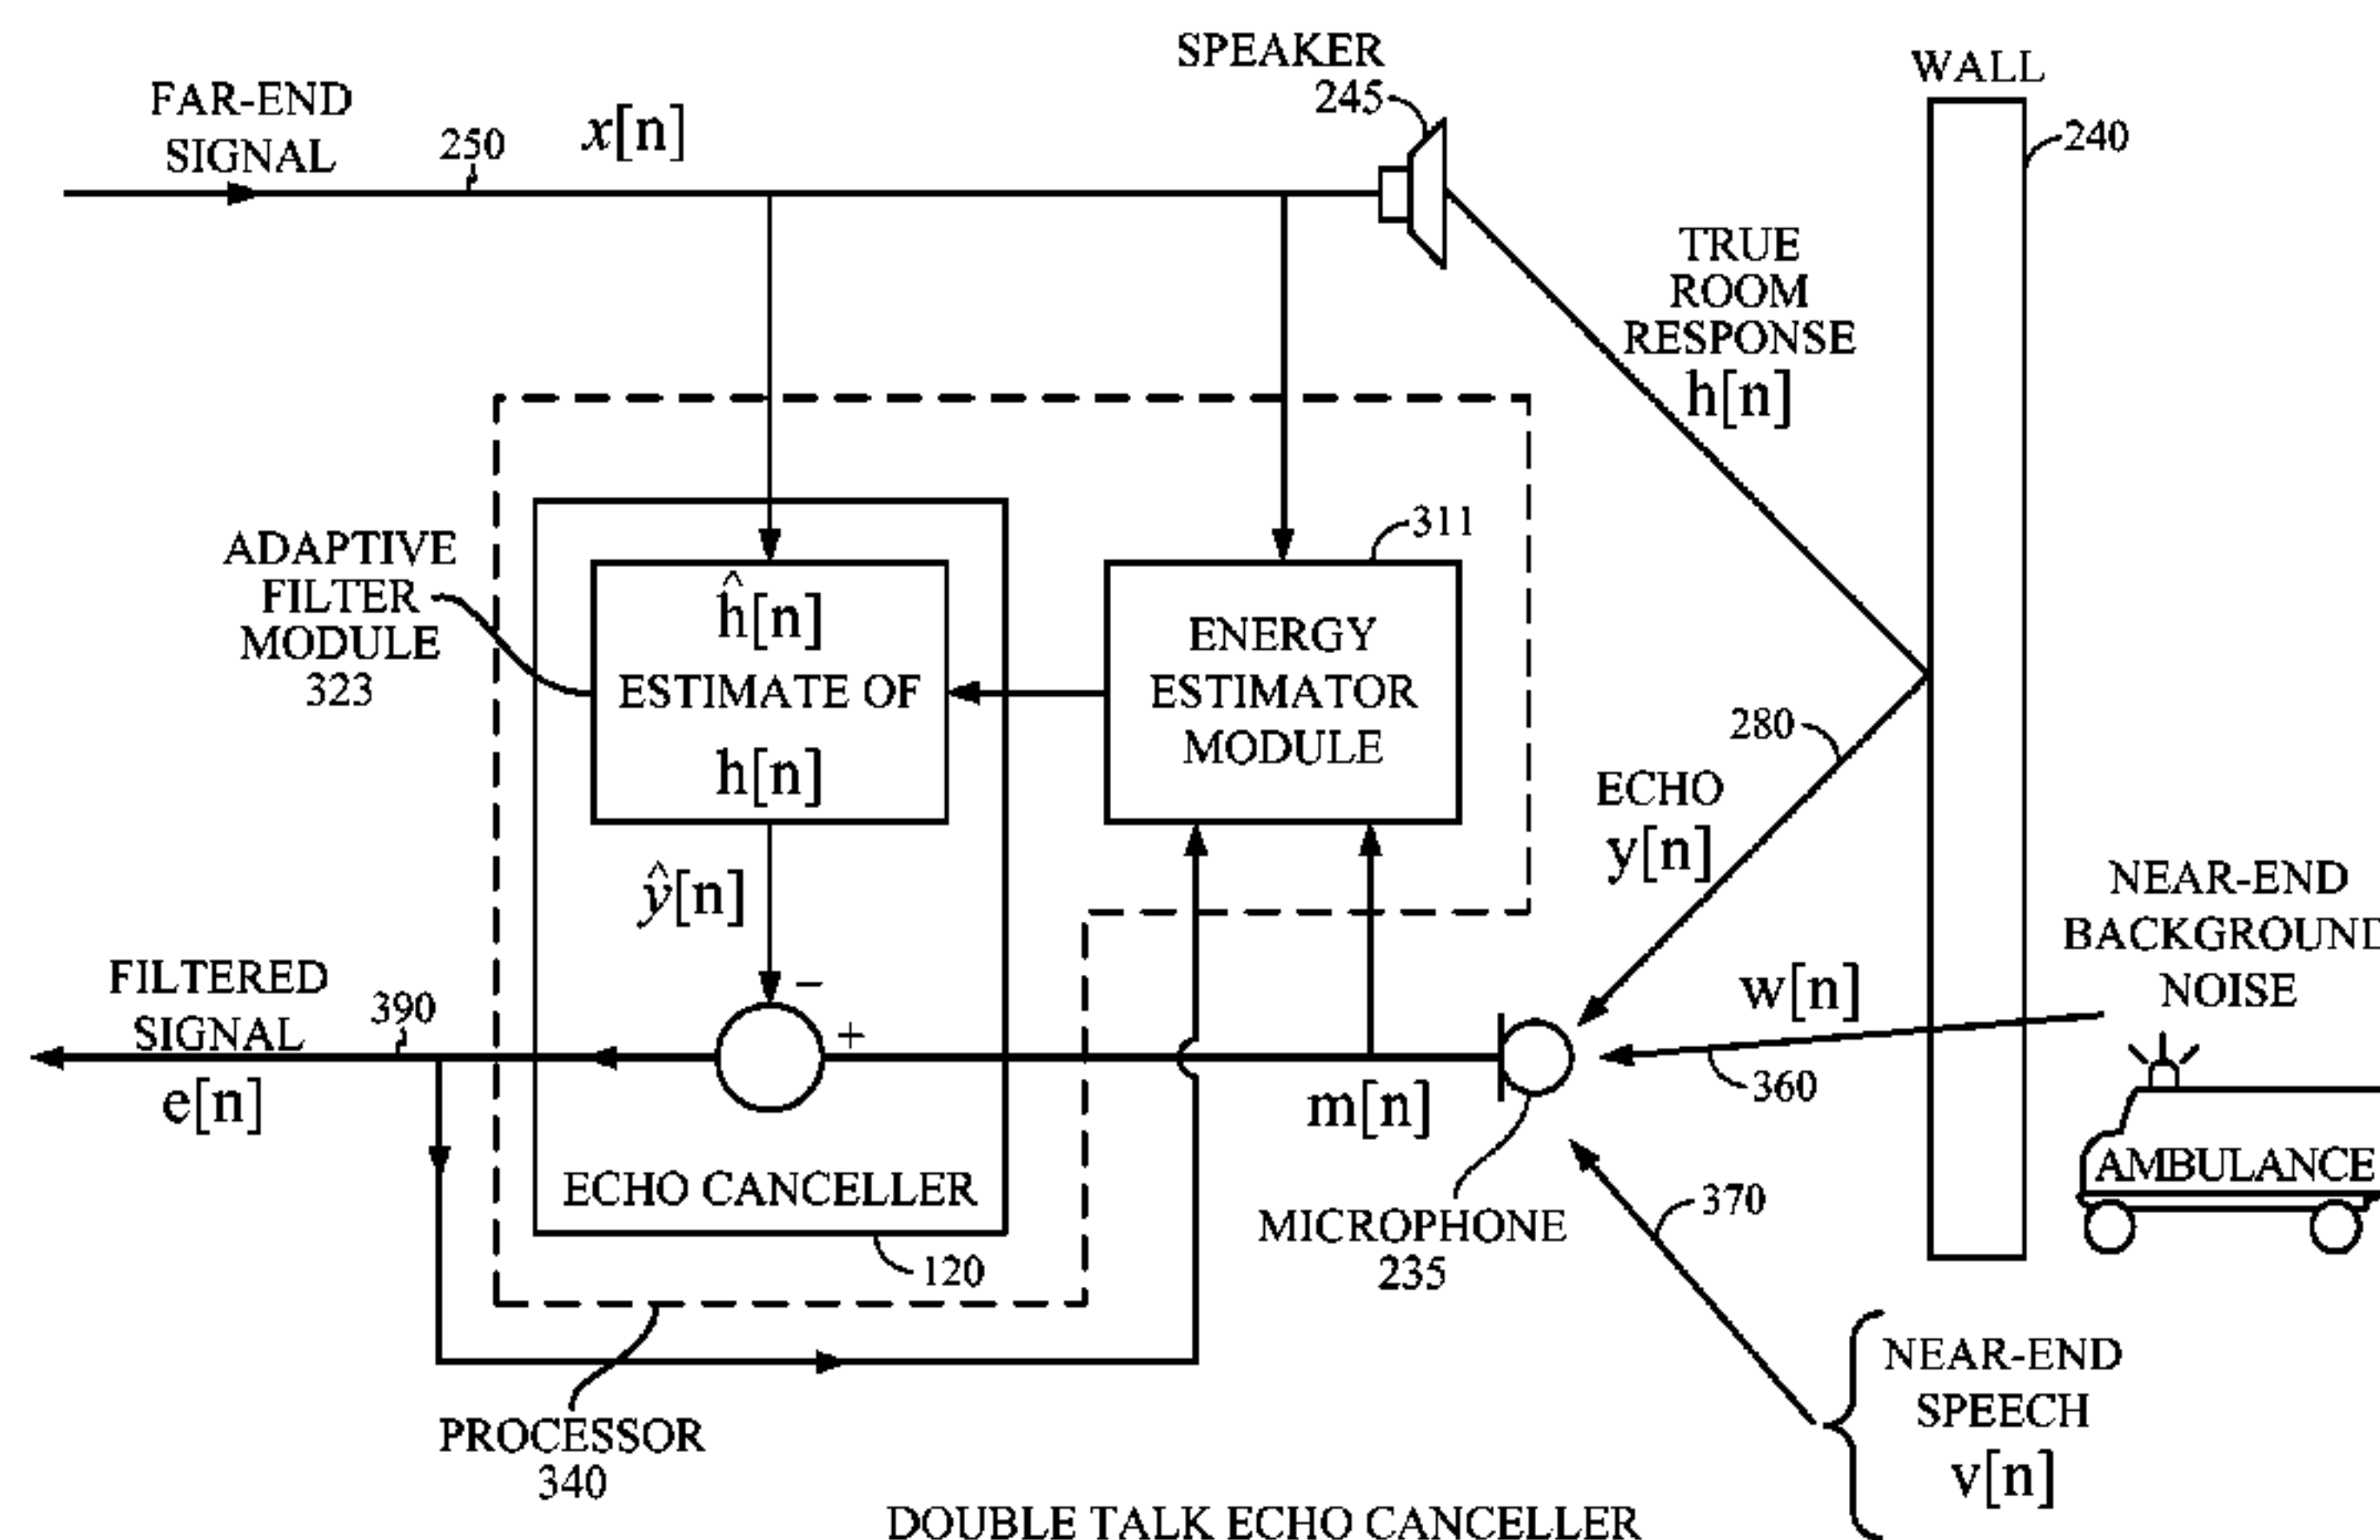 SPEAKER
245
WALL
240
FAR-END
SIGNAL
250
x[n]
TRUE
ROOM
RESPONSE
h[n]
ADAPTIVE
FILTER
MODULE
323
ĥ[n]
ESTIMATE OF
h[n]
311
ENERGY
ESTIMATOR
MODULE
280
ECHO
y[n]
ŷ[n]
−
+
FILTERED
SIGNAL
390
e[n]
m[n]
w[n]
360
NEAR-END
BACKGROUND
NOISE
AMBULANCE
ECHO CANCELLER
120
MICROPHONE
235
370
NEAR-END
SPEECH
v[n]
PROCESSOR
340
DOUBLE TALK ECHO CANCELLER